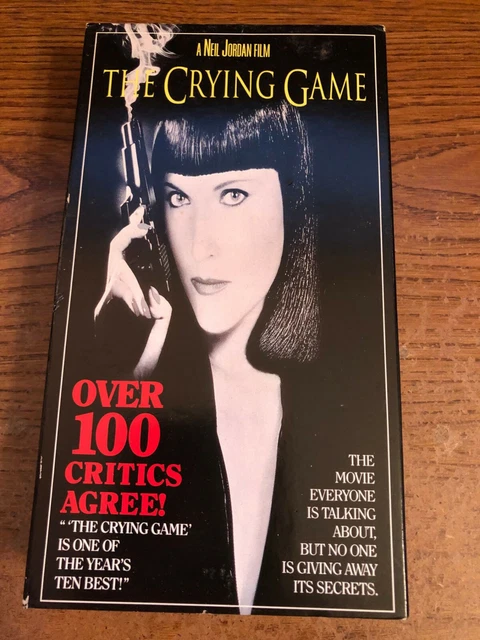 A NEIL JORDAN FILM
THE CRYING GAME
OVER
100
CRITICS
AGREE!
“ ‘THE CRYING GAME’
IS ONE OF
THE YEAR’S
TEN BEST!”
THE
MOVIE
EVERYONE
IS TALKING
ABOUT,
BUT NO ONE
IS GIVING AWAY
ITS SECRETS.